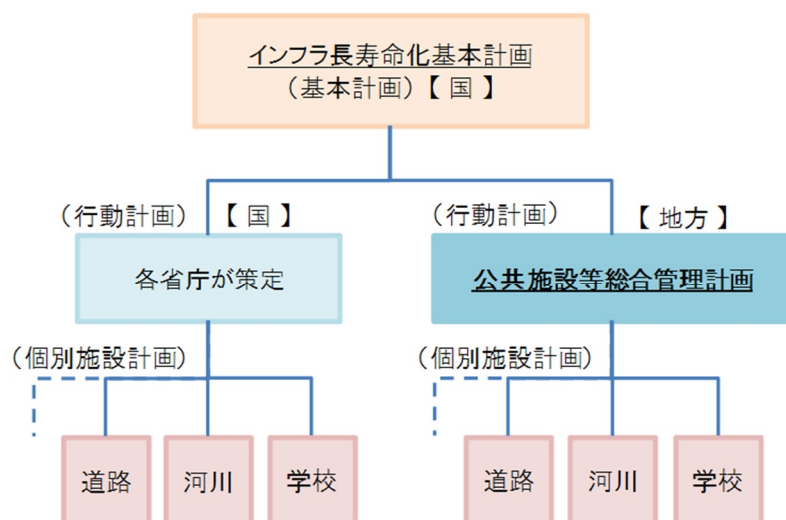 インフラ長寿命化基本計画
(基本計画)【 国 】
(行動計画) 【 国 】
(行動計画) 【 地方 】
各省庁が策定
公共施設等総合管理計画
(個別施設計画)
(個別施設計画)
道路
河川
学校
道路
河川
学校